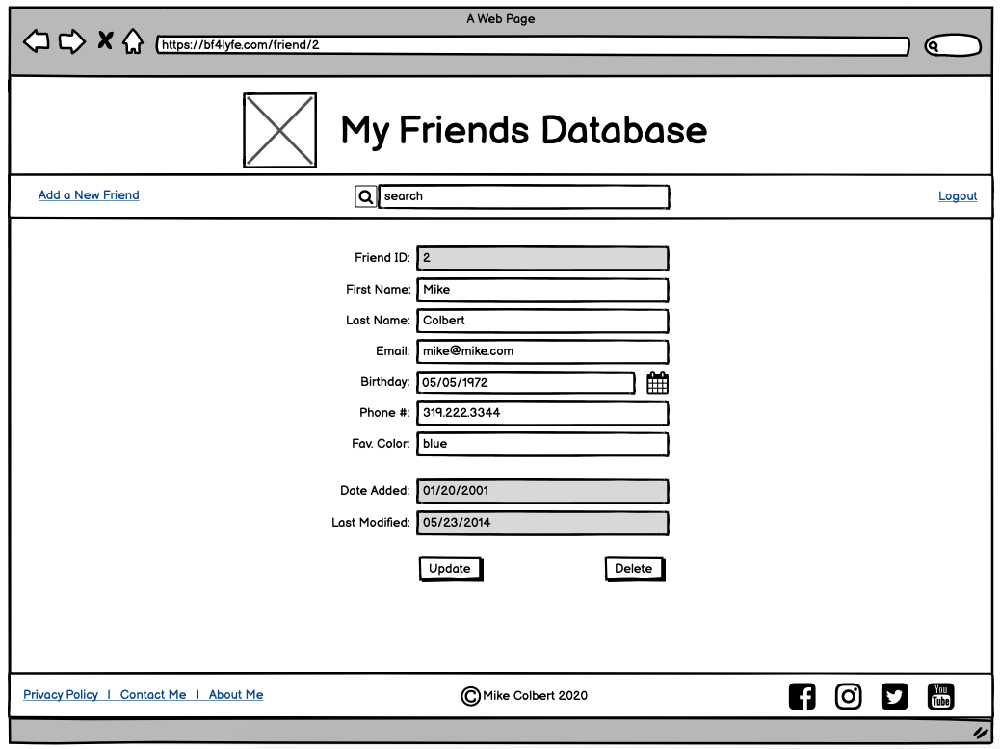 A Web Page
https://bf4lyfe.com/friend/2
My Friends Database
Add a New Friend
search
Logout
Friend ID: 2
First Name: Mike
Last Name: Colbert
Email: mike@mike.com
Birthday: 05/05/1972
Phone #: 319.222.3344
Fav. Color: blue
Date Added: 01/20/2001
Last Modified: 05/23/2014
Update Delete
Privacy Policy | Contact Me | About Me
© Mike Colbert 2020
You
Tube